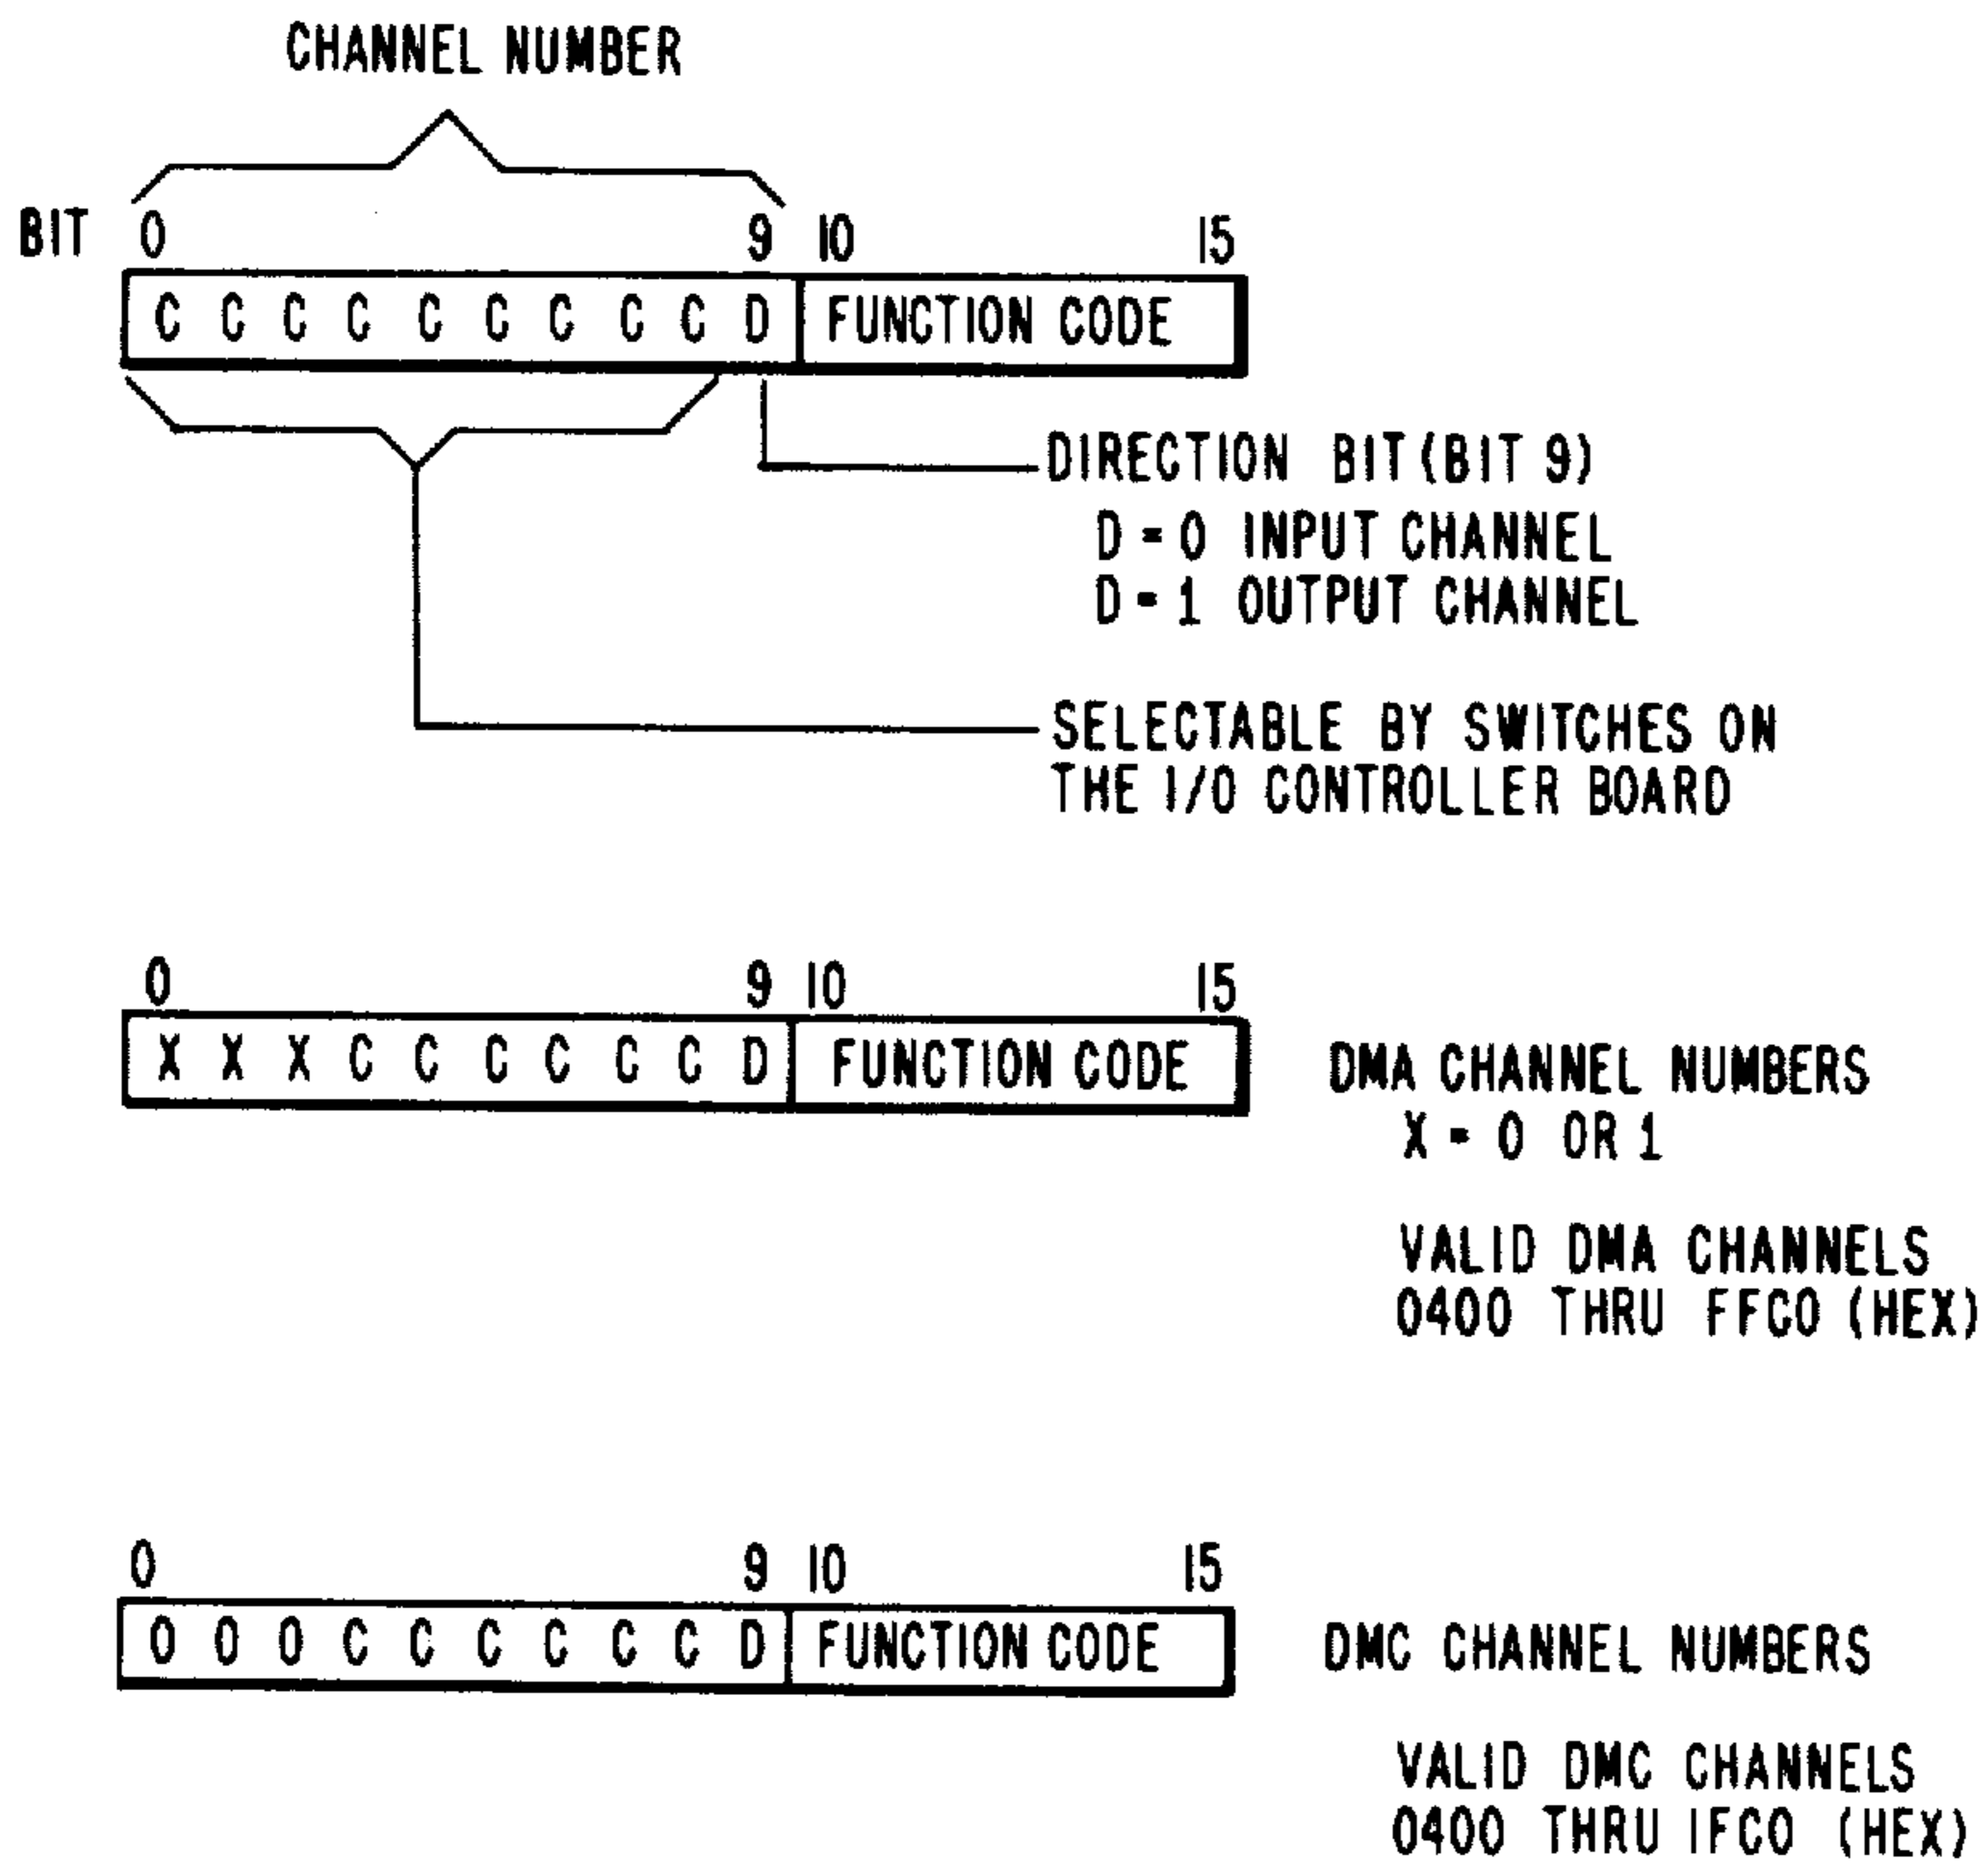 CHANNEL NUMBER
BIT 0 9 10 15
C C C C C C C C C D FUNCTION CODE
DIRECTION BIT (BIT 9)
D = 0 INPUT CHANNEL
D = 1 OUTPUT CHANNEL
SELECTABLE BY SWITCHES ON
THE I/O CONTROLLER BOARD
0 9 10 15
X X X C C C C C C D FUNCTION CODE
DMA CHANNEL NUMBERS
X = 0 OR 1
VALID DMA CHANNELS
0400 THRU FFC0 (HEX)
0 9 10 15
0 0 0 C C C C C C D FUNCTION CODE
DMC CHANNEL NUMBERS
VALID DMC CHANNELS
0400 THRU 1FC0 (HEX)